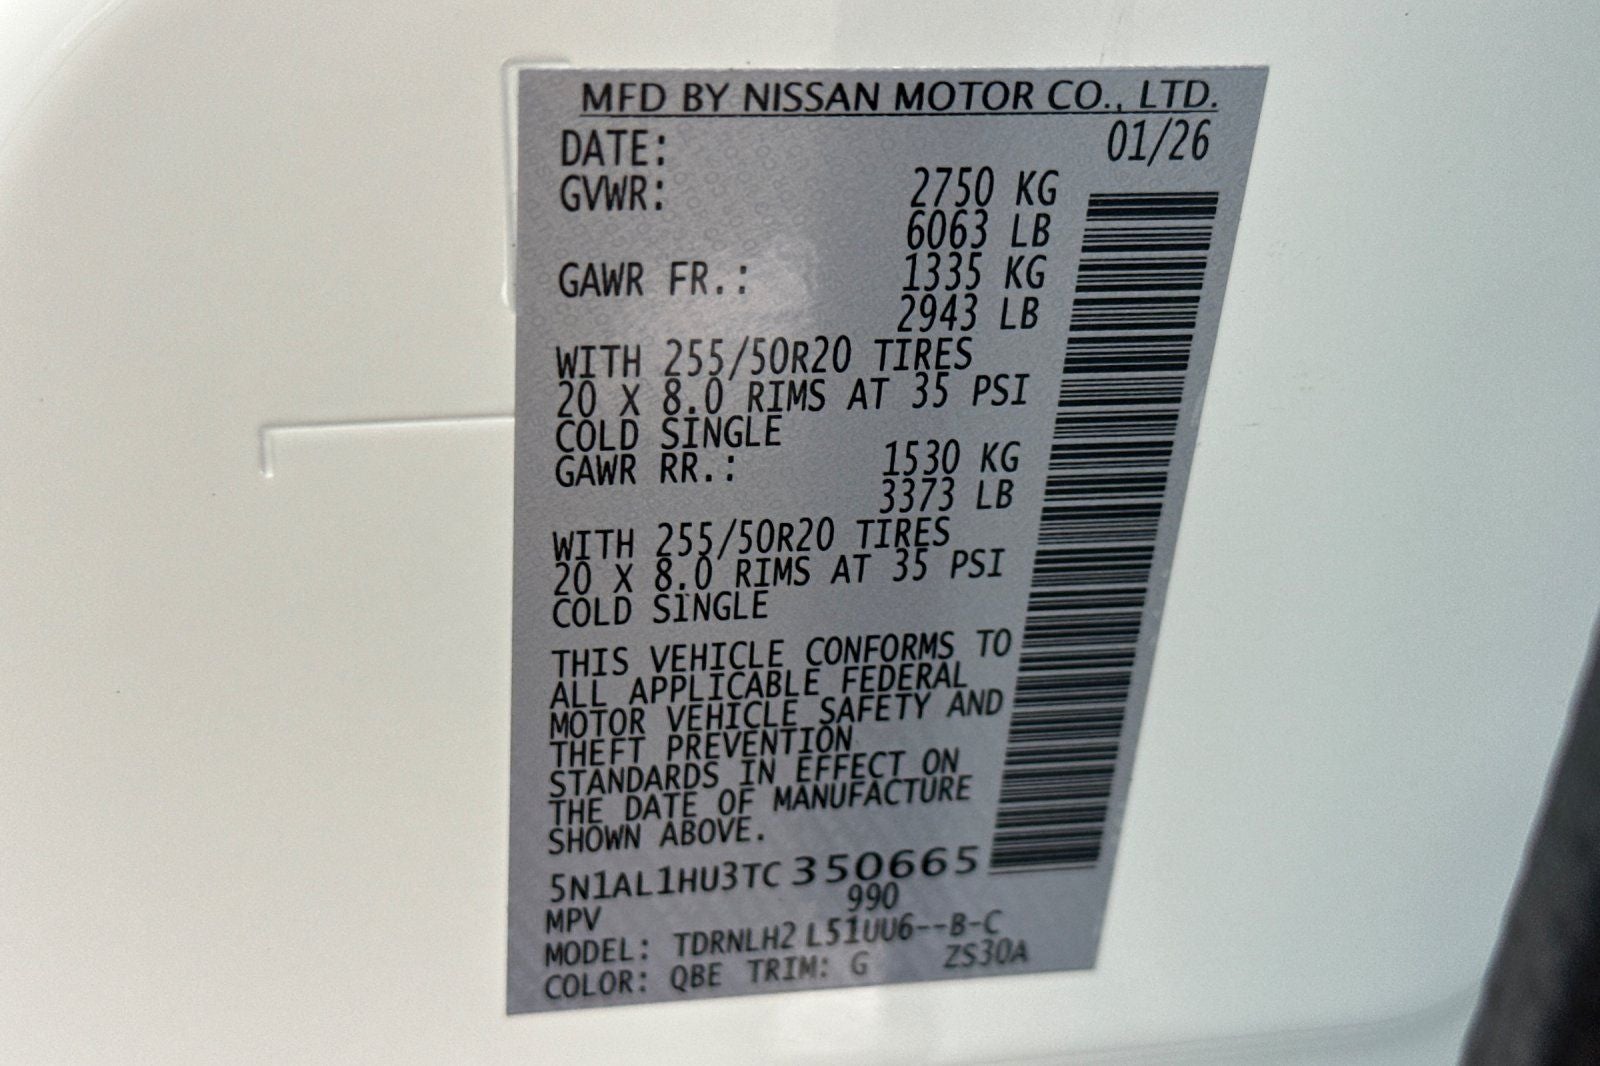 MFD BY NISSAN MOTOR CO., LTD.
DATE: 01/26
GVWR: 2750 KG
6063 LB
GAWR FR.: 1335 KG
2943 LB
WITH 255/50R20 TIRES
20 X 8.0 RIMS AT 35 PSI
COLD SINGLE
GAWR RR.: 1530 KG
3373 LB
WITH 255/50R20 TIRES
20 X 8.0 RIMS AT 35 PSI
COLD SINGLE
THIS VEHICLE CONFORMS TO
ALL APPLICABLE FEDERAL
MOTOR VEHICLE SAFETY AND
THEFT PREVENTION
STANDARDS IN EFFECT ON
THE DATE OF MANUFACTURE
SHOWN ABOVE.
5N1AL1HU3TC350665
MPV 990
MODEL: TDRNLH2 L51UU6--B-C
COLOR: QBE TRIM: G ZS30A